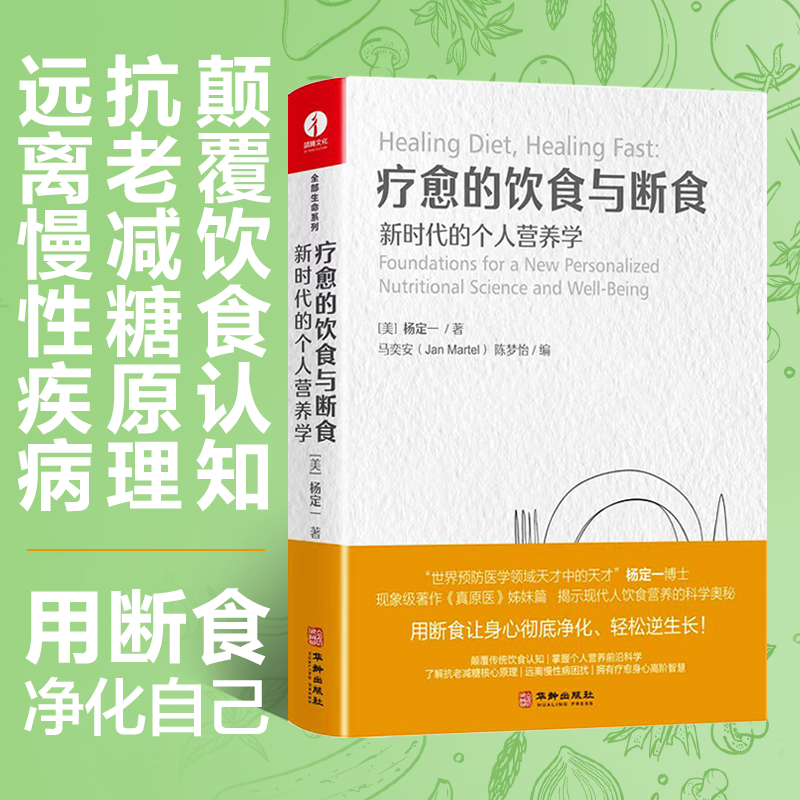 颠覆饮食认知
抗老减糖原理
远离慢性疾病
用断食
净化自己
全部生命系列
疗愈的饮食与断食
新时代的个人营养学
[美] 杨定一 著
华龄出版社
HUALING PRESS
Healing Diet, Healing Fast:
疗愈的饮食与断食
新时代的个人营养学
Foundations for a New Personalized
Nutritional Science and Well-Being
[美] 杨定一 / 著
马奕安（Jan Martel）陈梦怡 / 编
“世界预防医学领域天才中的天才”杨定一博士
现象级著作《真原医》姊妹篇 揭示现代人饮食营养的科学奥秘
用断食让身心彻底净化、轻松逆生长！
颠覆传统饮食认知 | 掌握个人营养前沿科学
了解抗老减糖核心原理 | 远离慢性病困扰 | 拥有疗愈身心高阶智慧
华龄出版社
HUALING PRESS